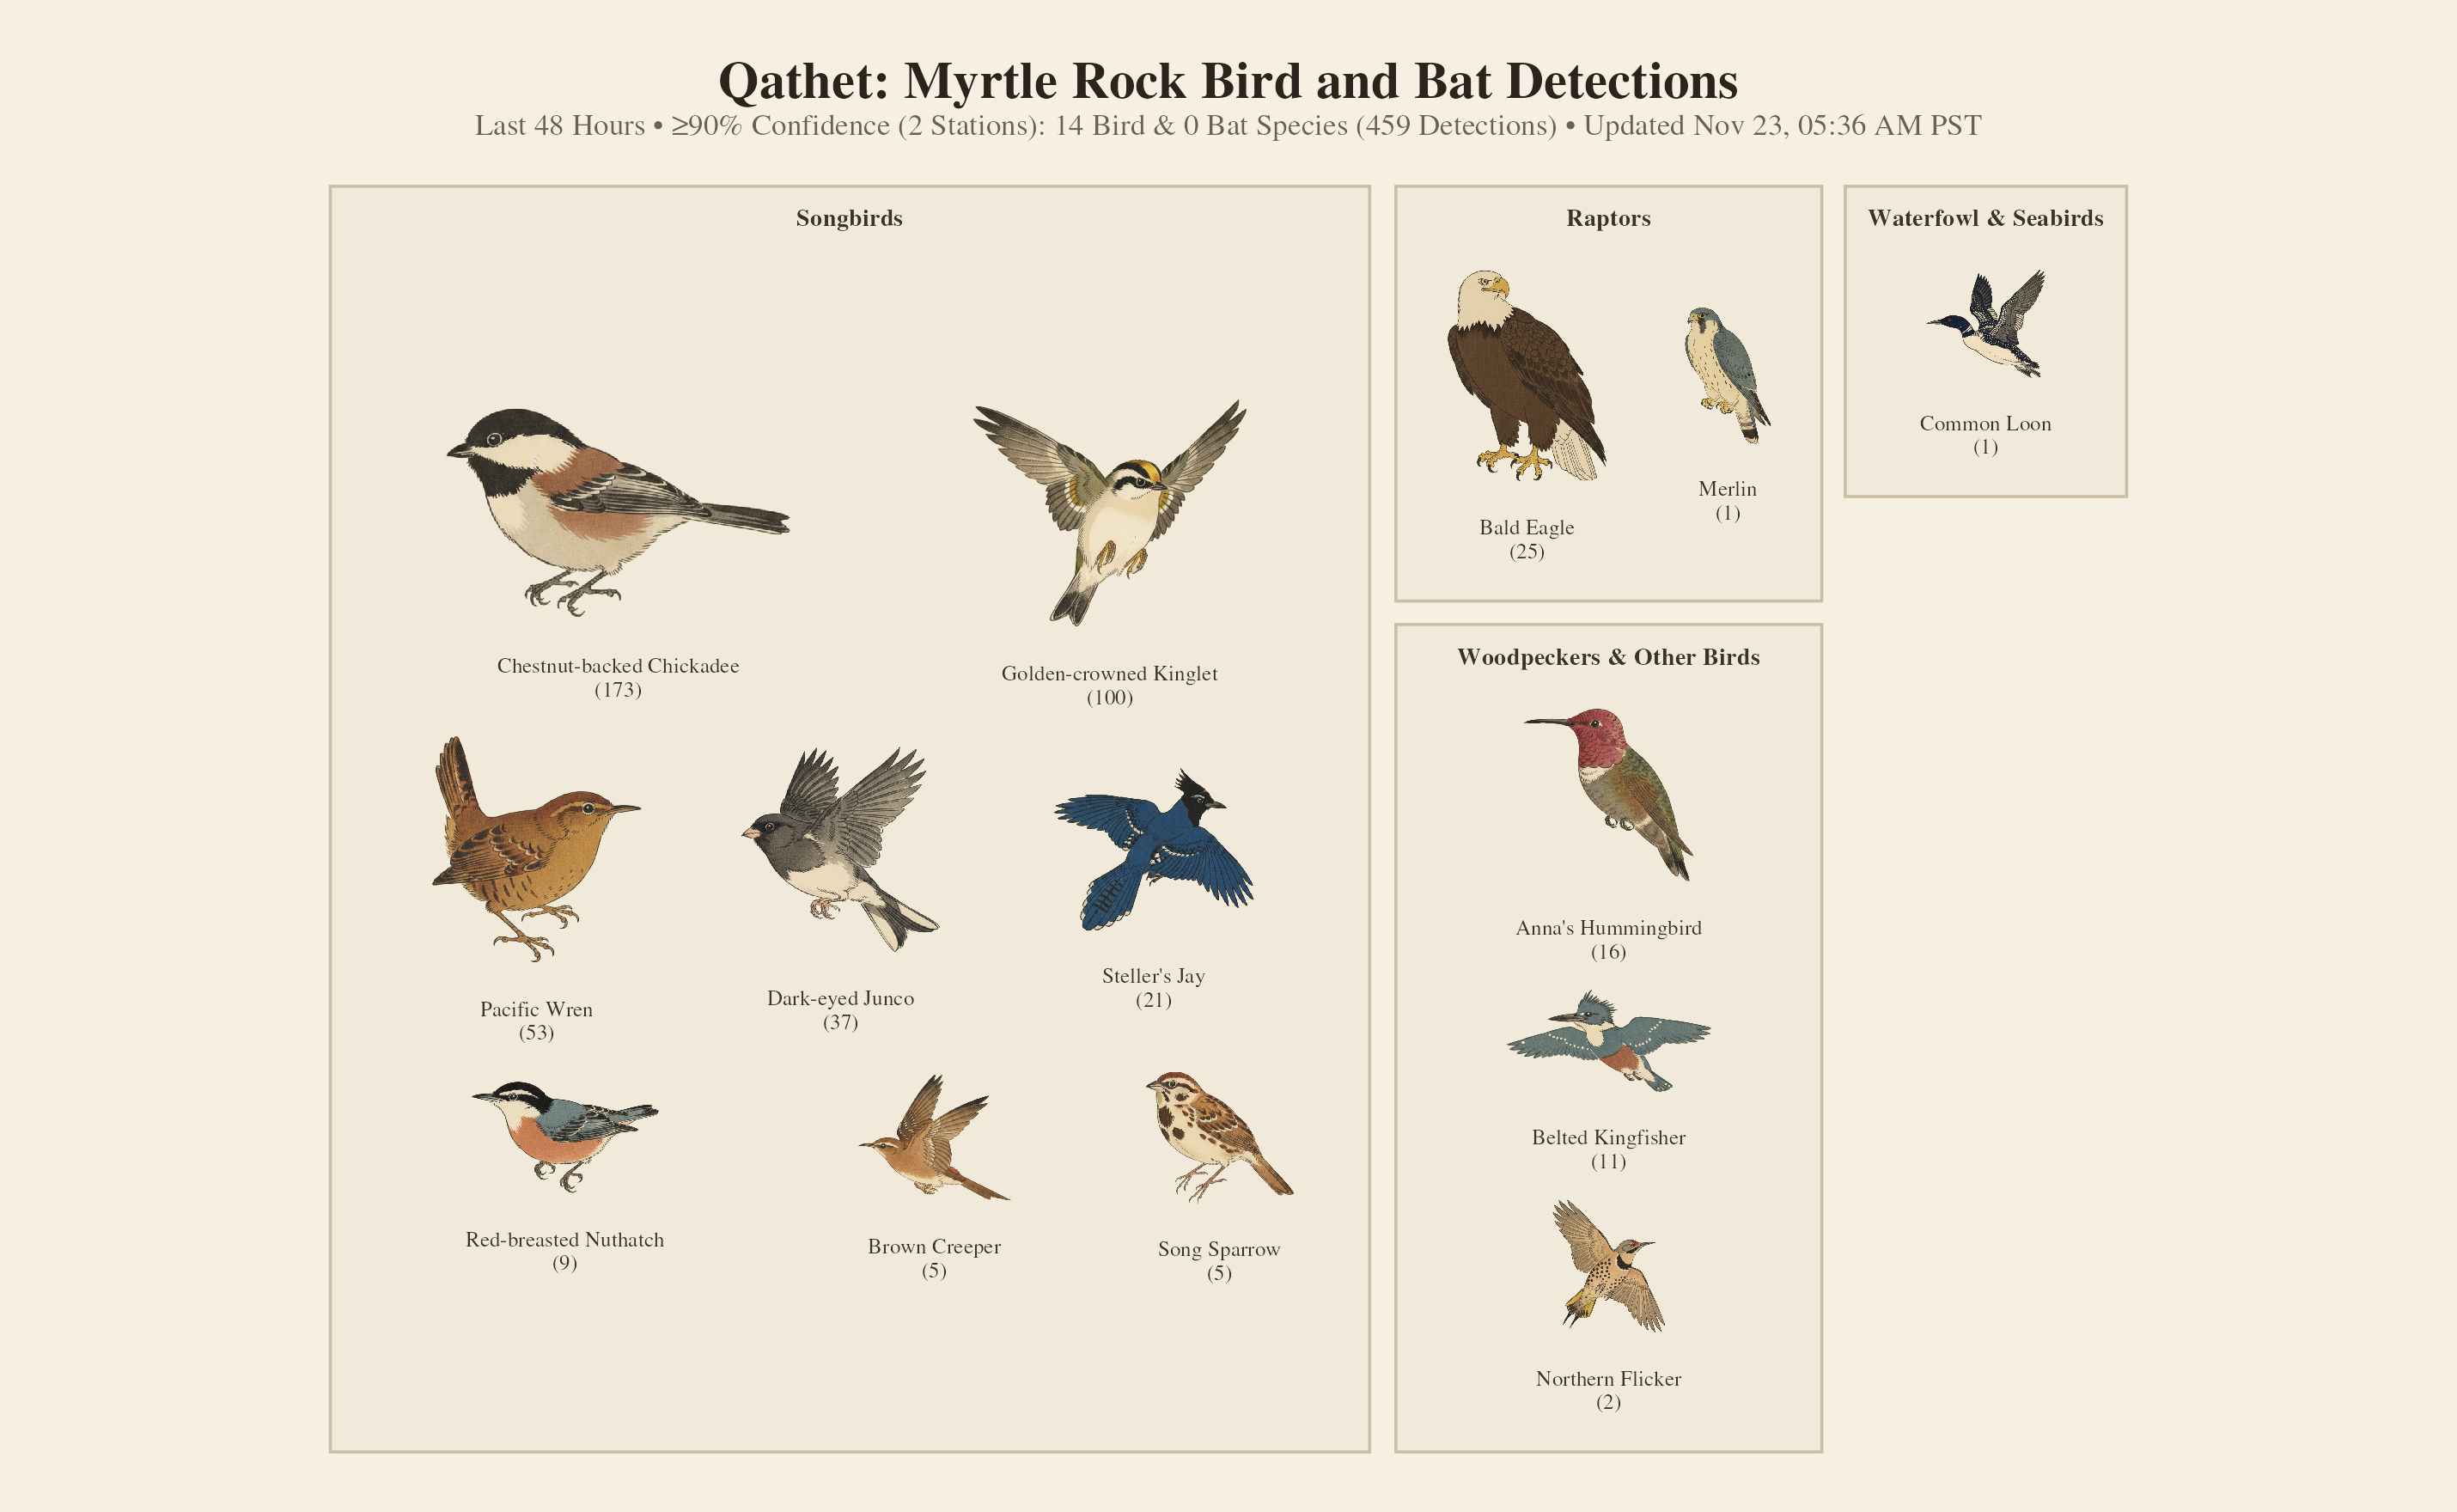 Qathet: Myrtle Rock Bird and Bat Detections
Last 48 Hours • ≥90% Confidence (2 Stations): 14 Bird & 0 Bat Species (459 Detections) • Updated Nov 23, 05:36 AM PST
Songbirds
Chestnut-backed Chickadee
(173)
Golden-crowned Kinglet
(100)
Pacific Wren
(53)
Dark-eyed Junco
(37)
Steller's Jay
(21)
Red-breasted Nuthatch
(9)
Brown Creeper
(5)
Song Sparrow
(5)
Raptors
Bald Eagle
(25)
Merlin
(1)
Woodpeckers & Other Birds
Anna's Hummingbird
(16)
Belted Kingfisher
(11)
Northern Flicker
(2)
Waterfowl & Seabirds
Common Loon
(1)